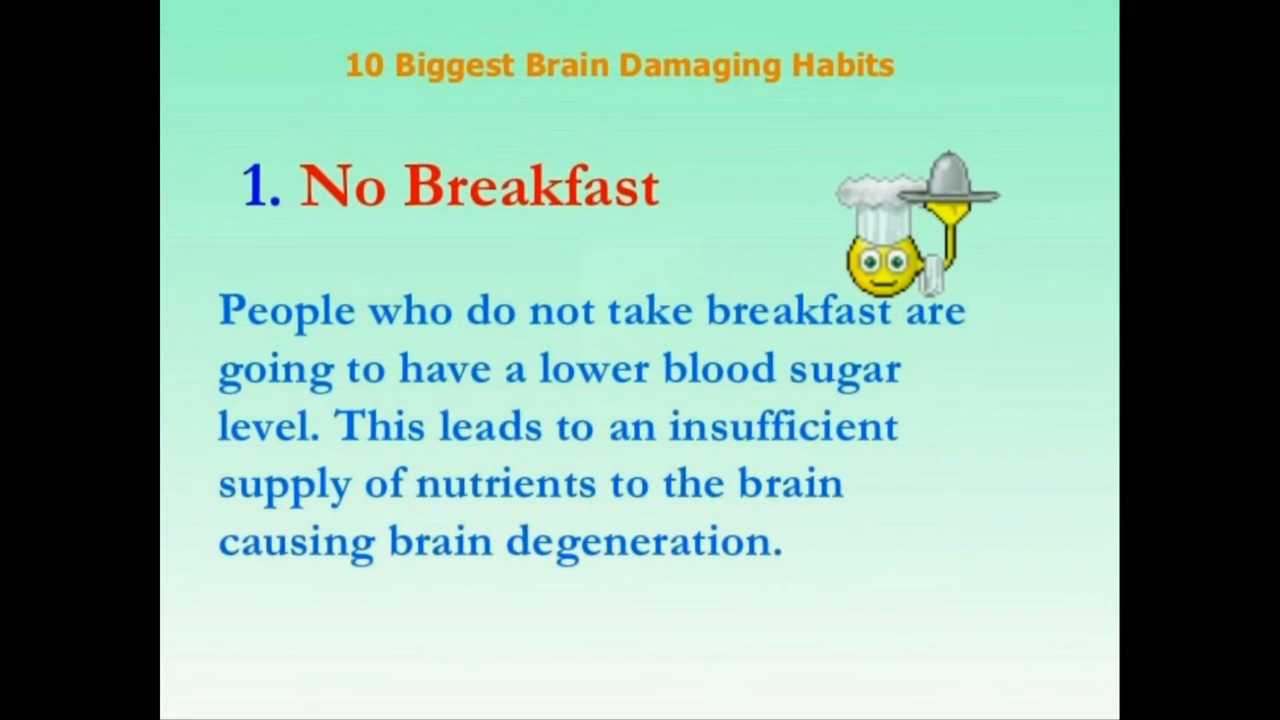 10 Biggest Brain Damaging Habits
1. No Breakfast
People who do not take breakfast are
going to have a lower blood sugar
level. This leads to an insufficient
supply of nutrients to the brain
causing brain degeneration.